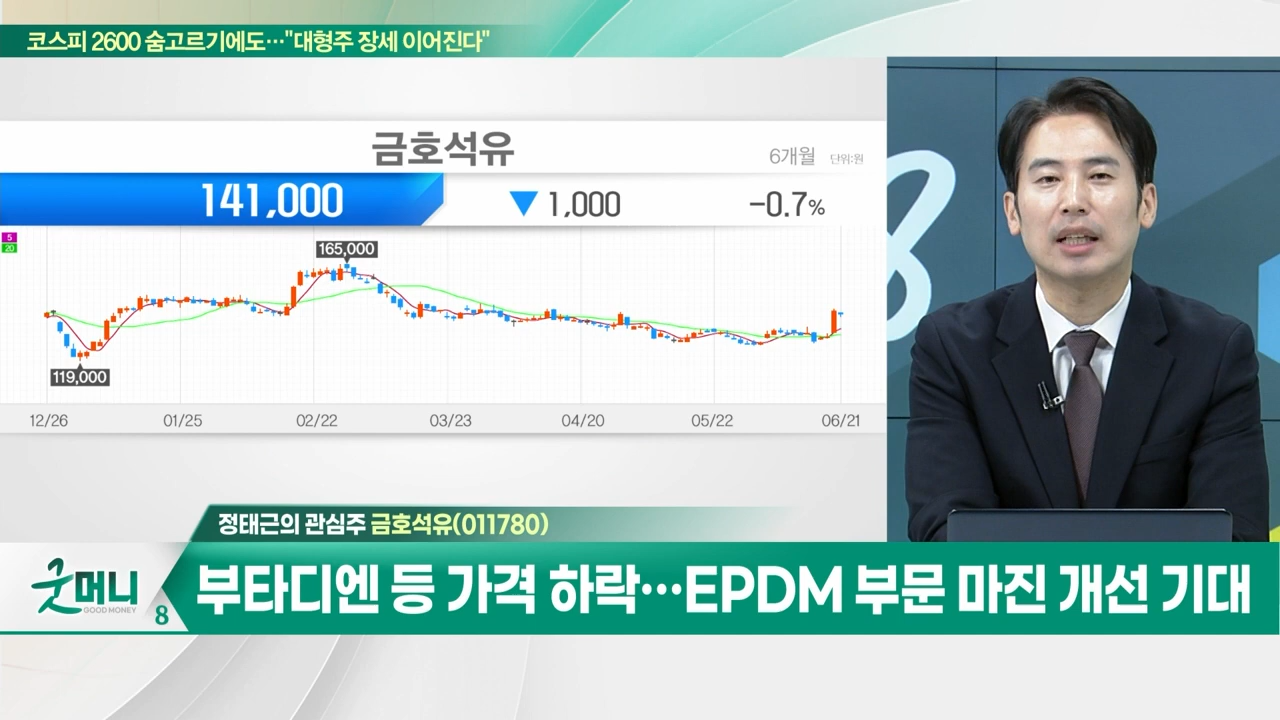 코스피 2600 숨고르기에도…"대형주 장세 이어진다"
금호석유
6개월 단위:원
141,000 ▼ 1,000 -0.7%
5
20
165,000
119,000
12/26 01/25 02/22 03/23 04/20 05/22 06/21
정태근의 관심주 금호석유(011780)
부타디엔 등 가격 하락…EPDM 부문 마진 개선 기대
굿머니
GOOD MONEY
8